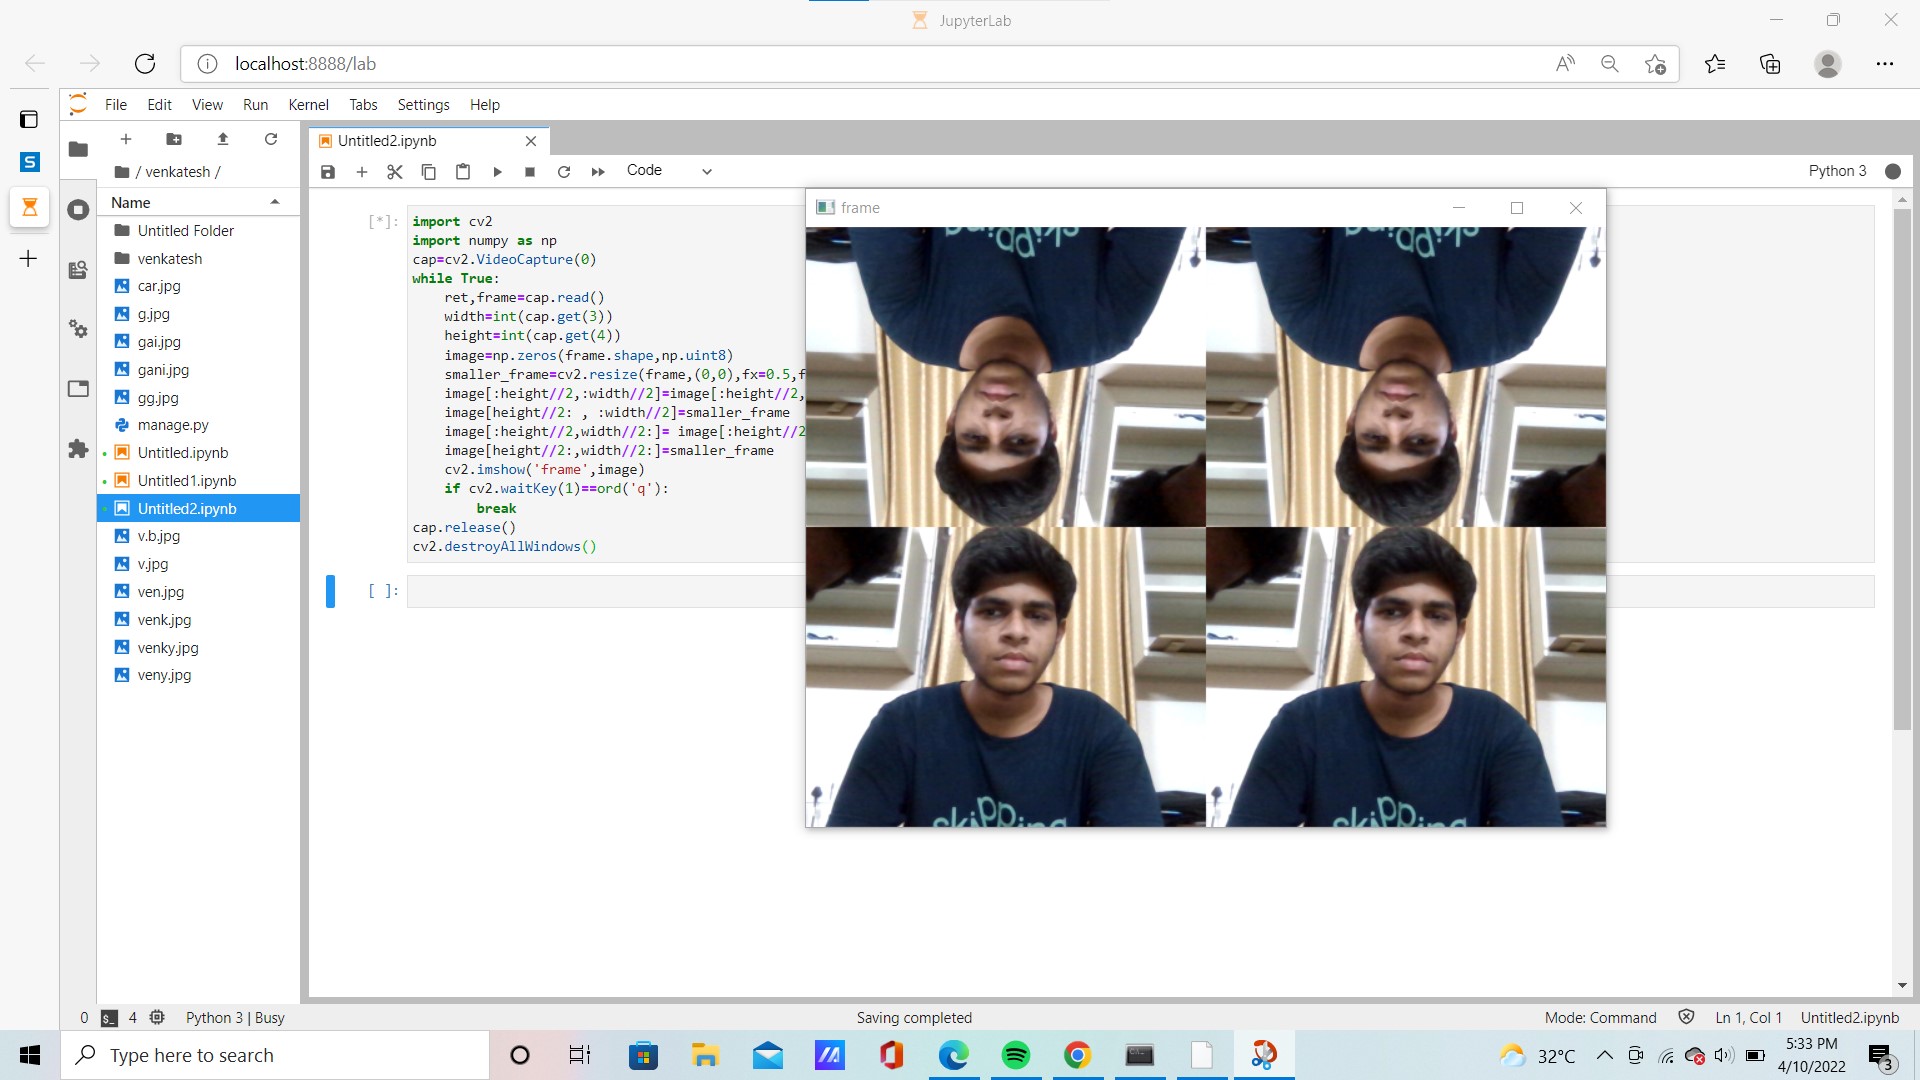 JupyterLab
localhost:8888/lab
File Edit View Run Kernel Tabs Settings Help
Untitled2.ipynb
/ venkatesh /
Code
Python 3
Name
Untitled Folder
venkatesh
car.jpg
g.jpg
gai.jpg
gani.jpg
gg.jpg
manage.py
Untitled.ipynb
Untitled1.ipynb
Untitled2.ipynb
v.b.jpg
v.jpg
ven.jpg
venk.jpg
venky.jpg
veny.jpg
[*]:
import cv2
import numpy as np
cap=cv2.VideoCapture(0)
while True:
    ret,frame=cap.read()
    width=int(cap.get(3))
    height=int(cap.get(4))
    image=np.zeros(frame.shape,np.uint8)
    smaller_frame=cv2.resize(frame,(0,0),fx=0.5,f
    image[:height//2,:width//2]=image[:height//2,
    image[height//2: , :width//2]=smaller_frame
    image[:height//2,width//2:]= image[:height//2
    image[height//2:,width//2:]=smaller_frame
    cv2.imshow('frame',image)
    if cv2.waitKey(1)==ord('q'):
        break
cap.release()
cv2.destroyAllWindows()
[ ]:
frame
skipping
skipping
skipping
skipping
0 4 Python 3 | Busy
Saving completed
Mode: Command
Ln 1, Col 1
Untitled2.ipynb
Type here to search
32°C
5:33 PM
4/10/2022
3